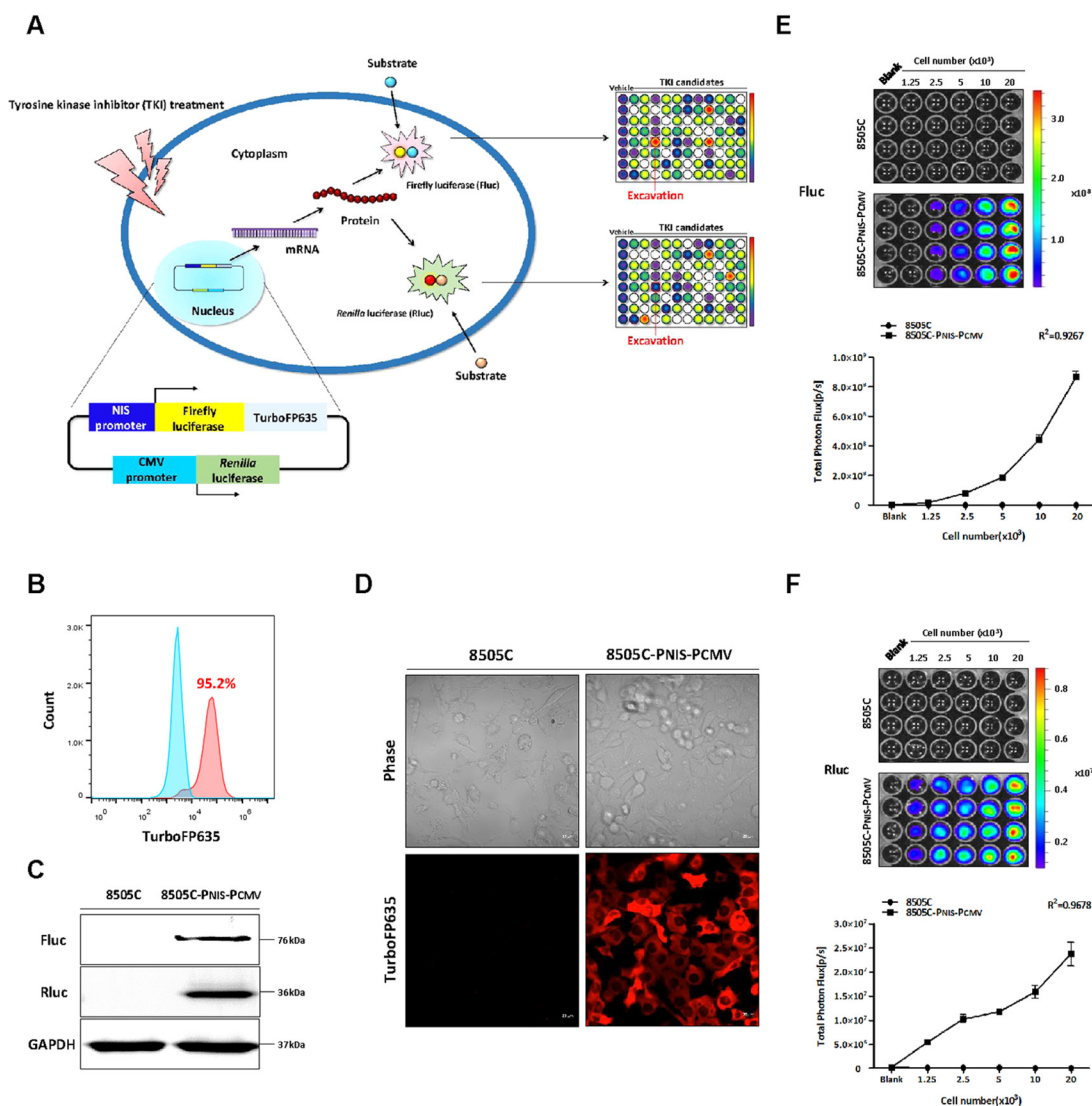 A
Substrate
Tyrosine kinase inhibitor (TKI) treatment
Cytoplasm
Firefly luciferase (Fluc)
Protein
mRNA
Nucleus
Renilla luciferase (Rluc)
Substrate
TKI candidates
Vehicle
Excavation
TKI candidates
Vehicle
Excavation
NIS promoter
Firefly luciferase
TurboFP635
CMV promoter
Renilla luciferase
B
3.0K
2.0K
1.0K
0
Count
95.2%
10⁰ 10² 10⁴ 10⁶ 10⁸
TurboFP635
C
8505C 8505C-PNIS-PCMV
Fluc
76kDa
Rluc
36kDa
GAPDH
37kDa
D
8505C 8505C-PNIS-PCMV
Phase
TurboFP635
E
Cell number (x10³)
Blank 1.25 2.5 5 10 20
8505C
Fluc
8505C-PNIS-PCMV
3.0
2.0
x10⁸
1.0
8505C
8505C-PNIS-PCMV
R²=0.9267
Total Photon Flux[p/s]
0
Blank 1.25 2.5 5 10 20
Cell number(x10³)
F
Cell number (x10³)
Blank 1.25 2.5 5 10 20
8505C
Rluc
8505C-PNIS-PCMV
0.8
0.6
x10⁷
0.4
0.2
8505C
8505C-PNIS-PCMV
R²=0.9678
Total Photon Flux[p/s]
3.0×10⁷
2.5×10⁷
2.0×10⁷
1.5×10⁷
1.0×10⁷
5.0×10⁶
0
Blank 1.25 2.5 5 10 20
Cell number(x10³)